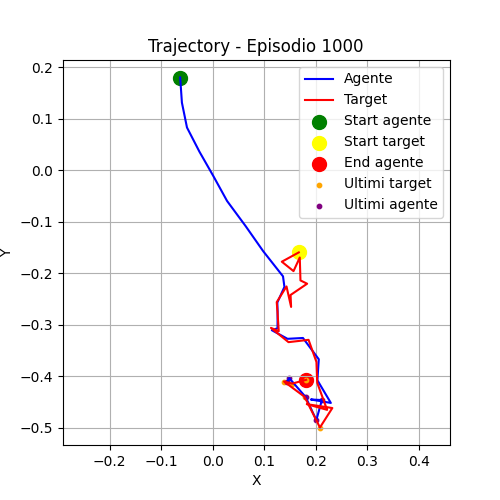 Trajectory - Episodio 1000
Agente
Target
Start agente
Start target
End agente
Ultimi target
Ultimi agente
Y
0.2
0.1
0.0
−0.1
−0.2
−0.3
−0.4
−0.5
−0.2 −0.1 0.0 0.1 0.2 0.3 0.4
X